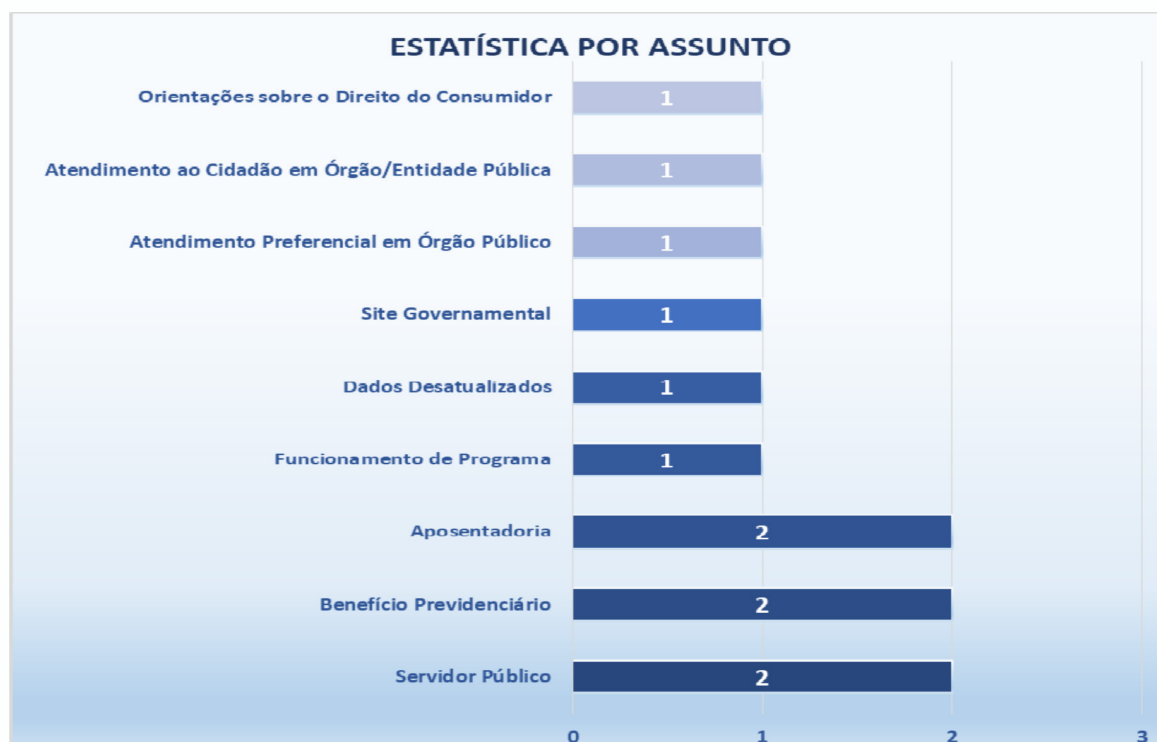 ESTATÍSTICA POR ASSUNTO
Orientações sobre o Direito do Consumidor 1
Atendimento ao Cidadão em Órgão/Entidade Pública 1
Atendimento Preferencial em Órgão Público 1
Site Governamental 1
Dados Desatualizados 1
Funcionamento de Programa 1
Aposentadoria 2
Benefício Previdenciário 2
Servidor Público 2
0 1 2 3